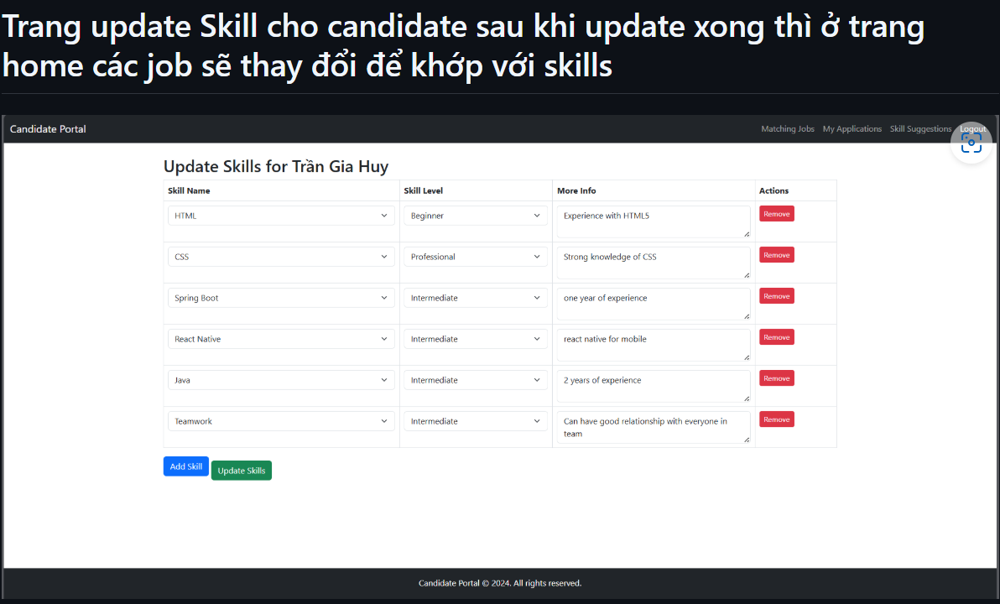 Trang update Skill cho candidate sau khi update xong thì ở trang
home các job sẽ thay đổi để khớp với skills
Candidate Portal Matching Jobs My Applications Skill Suggestions Logout
Update Skills for Trần Gia Huy
Skill Name Skill Level More Info Actions
HTML Beginner Experience with HTML5 Remove
CSS Professional Strong knowledge of CSS Remove
Spring Boot Intermediate one year of experience Remove
React Native Intermediate react native for mobile Remove
Java Intermediate 2 years of experience Remove
Teamwork Intermediate Can have good relationship with everyone in Remove
team
Add Skill Update Skills
Candidate Portal © 2024. All rights reserved.